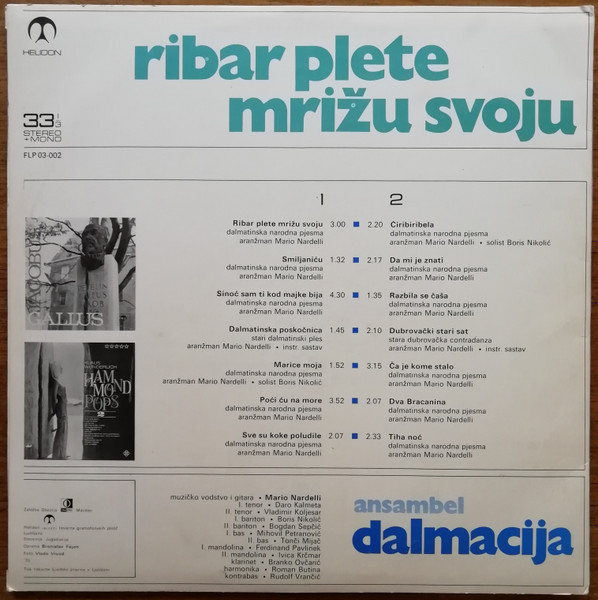 HELIDON
ribar plete
mrižu svoju
33 1/3
STEREO
+MONO
FLP 03-002
1
Ribar plete mrižu svoju 3.00
dalmatinska narodna pjesma
aranžman Mario Nardelli
Smiljaniću 1.32
dalmatinska narodna pjesma
aranžman Mario Nardelli
Sinoć sam ti kod majke bija 4.30
dalmatinska narodna pjesma
aranžman Mario Nardelli
Dalmatinska poskočnica 1.45
stari dalmatinski ples
aranžman Mario Nardelli • instr. sastav
Marice moja 1.52
dalmatinska narodna pjesma
aranžman Mario Nardelli • solist Boris Nikolić
Poći ću na more 3.52
dalmatinska narodna pjesma
aranžman Mario Nardelli
Sve su koke poludile 2.07
dalmatinska narodna pjesma
aranžman Mario Nardelli
2
2.20 Ciribiribela
dalmatinska narodna pjesma
aranžman Mario Nardelli • solist Boris Nikolić
2.17 Da mi je znati
dalmatinska narodna pjesma
aranžman Mario Nardelli
1.35 Razbila se čaša
dalmatinska narodna pjesma
aranžman Mario Nardelli
2:10 Dubrovački stari sat
stara dubrovačka contradanza
aranžman Mario Nardelli • instr. sastav
3.15 Ča je kome stalo
dalmatinska narodna pjesma
aranžman Mario Nardelli
2.07 Dva Bracanina
dalmatinska narodna pjesma
aranžman Mario Nardelli
2.33 Tiha noć
dalmatinska narodna pjesma
aranžman Mario Nardelli
GALLUS
HAM
MOND
POPS
2
muzičko vodstvo i gitara • Mario Nardelli
I. tenor • Daro Kalmeta
II. tenor • Vladimir Koljesar
I. bariton • Boris Nikolić
II. bariton • Bogdan Sepčić
I. bas • Mihovil Petranović
II. bas • Tonči Mijač
I. mandolina • Ferdinand Pavlinek
II. mandolina • Ivica Krčmar
klarinet • Branko Ovčarić
harmonika • Roman Butina
kontrabas • Rudolf Vrančić
ansambel
dalmacija